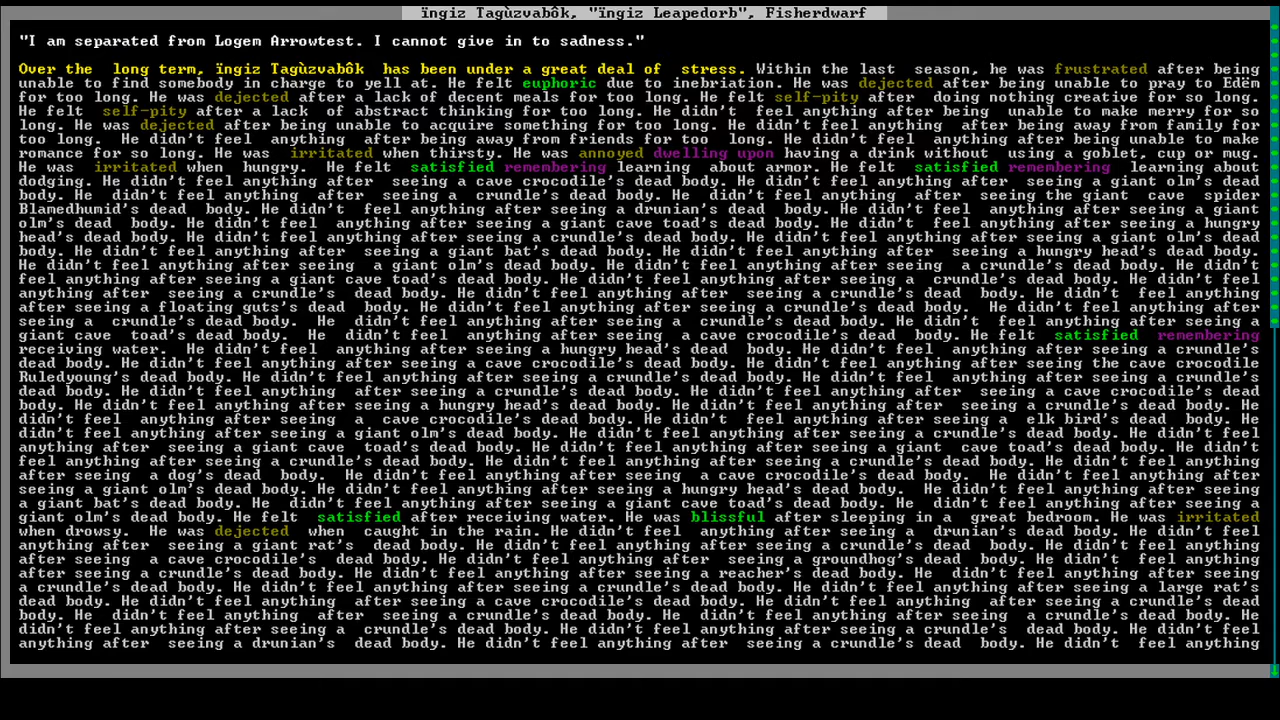 ïngiz Tagùzvabôk, "ïngiz Leapedorb", Fisherdwarf
"I am separated from Logem Arrowtest. I cannot give in to sadness."
Over the long term, ïngiz Tagùzvabôk has been under a great deal of stress. Within the last season, he was frustrated after being
unable to find somebody in charge to yell at. He felt euphoric due to inebriation. He was dejected after being unable to pray to Edëm
for too long. He was dejected after a lack of decent meals for too long. He felt self-pity after doing nothing creative for so long.
He felt self-pity after a lack of abstract thinking for too long. He didn't feel anything after being unable to make merry for so
long. He was dejected after being unable to acquire something for too long. He didn't feel anything after being away from family for
too long. He didn't feel anything after being away from friends for too long. He didn't feel anything after being unable to make
romance for so long. He was irritated when thirsty. He was annoyed dwelling upon having a drink without using a goblet, cup or mug.
He was irritated when hungry. He felt satisfied remembering learning about armor. He felt satisfied remembering learning about
dodging. He didn't feel anything after seeing a cave crocodile's dead body. He didn't feel anything after seeing a giant olm's dead
body. He didn't feel anything after seeing a crundle's dead body. He didn't feel anything after seeing the giant cave spider
Blamedhumid's dead body. He didn't feel anything after seeing a drunian's dead body. He didn't feel anything after seeing a giant
olm's dead body. He didn't feel anything after seeing a giant cave toad's dead body. He didn't feel anything after seeing a hungry
head's dead body. He didn't feel anything after seeing a crundle's dead body. He didn't feel anything after seeing a giant olm's dead
body. He didn't feel anything after seeing a giant bat's dead body. He didn't feel anything after seeing a hungry head's dead body.
He didn't feel anything after seeing a giant olm's dead body. He didn't feel anything after seeing a crundle's dead body. He didn't
feel anything after seeing a giant cave toad's dead body. He didn't feel anything after seeing a crundle's dead body. He didn't feel
anything after seeing a crundle's dead body. He didn't feel anything after seeing a crundle's dead body. He didn't feel anything
after seeing a floating guts's dead body. He didn't feel anything after seeing a crundle's dead body. He didn't feel anything after
seeing a crundle's dead body. He didn't feel anything after seeing a crundle's dead body. He didn't feel anything after seeing a
giant cave toad's dead body. He didn't feel anything after seeing a cave crocodile's dead body. He felt satisfied remembering
receiving water. He didn't feel anything after seeing a hungry head's dead body. He didn't feel anything after seeing a crundle's
dead body. He didn't feel anything after seeing a cave crocodile's dead body. He didn't feel anything after seeing the cave crocodile
Ruledyoung's dead body. He didn't feel anything after seeing a crundle's dead body. He didn't feel anything after seeing a crundle's
dead body. He didn't feel anything after seeing a crundle's dead body. He didn't feel anything after seeing a cave crocodile's dead
body. He didn't feel anything after seeing a hungry head's dead body. He didn't feel anything after seeing a crundle's dead body. He
didn't feel anything after seeing a cave crocodile's dead body. He didn't feel anything after seeing a elk bird's dead body. He
didn't feel anything after seeing a giant olm's dead body. He didn't feel anything after seeing a crundle's dead body. He didn't feel
anything after seeing a giant cave toad's dead body. He didn't feel anything after seeing a giant cave toad's dead body. He didn't
feel anything after seeing a crundle's dead body. He didn't feel anything after seeing a crundle's dead body. He didn't feel anything
after seeing a dog's dead body. He didn't feel anything after seeing a cave crocodile's dead body. He didn't feel anything after
seeing a giant olm's dead body. He didn't feel anything after seeing a hungry head's dead body. He didn't feel anything after seeing
a giant bat's dead body. He didn't feel anything after seeing a giant cave toad's dead body. He didn't feel anything after seeing a
giant olm's dead body. He felt satisfied after receiving water. He was blissful after sleeping in a great bedroom. He was irritated
when drowsy. He was dejected when caught in the rain. He didn't feel anything after seeing a drunian's dead body. He didn't feel
anything after seeing a giant rat's dead body. He didn't feel anything after seeing a crundle's dead body. He didn't feel anything
after seeing a cave crocodile's dead body. He didn't feel anything after seeing a groundhog's dead body. He didn't feel anything
after seeing a crundle's dead body. He didn't feel anything after seeing a reacher's dead body. He didn't feel anything after seeing
a crundle's dead body. He didn't feel anything after seeing a crundle's dead body. He didn't feel anything after seeing a large rat's
dead body. He didn't feel anything after seeing a cave crocodile's dead body. He didn't feel anything after seeing a crundle's dead
body. He didn't feel anything after seeing a crundle's dead body. He didn't feel anything after seeing a crundle's dead body. He
didn't feel anything after seeing a crundle's dead body. He didn't feel anything after seeing a crundle's dead body. He didn't feel
anything after seeing a drunian's dead body. He didn't feel anything after seeing a crundle's dead body. He didn't feel anything